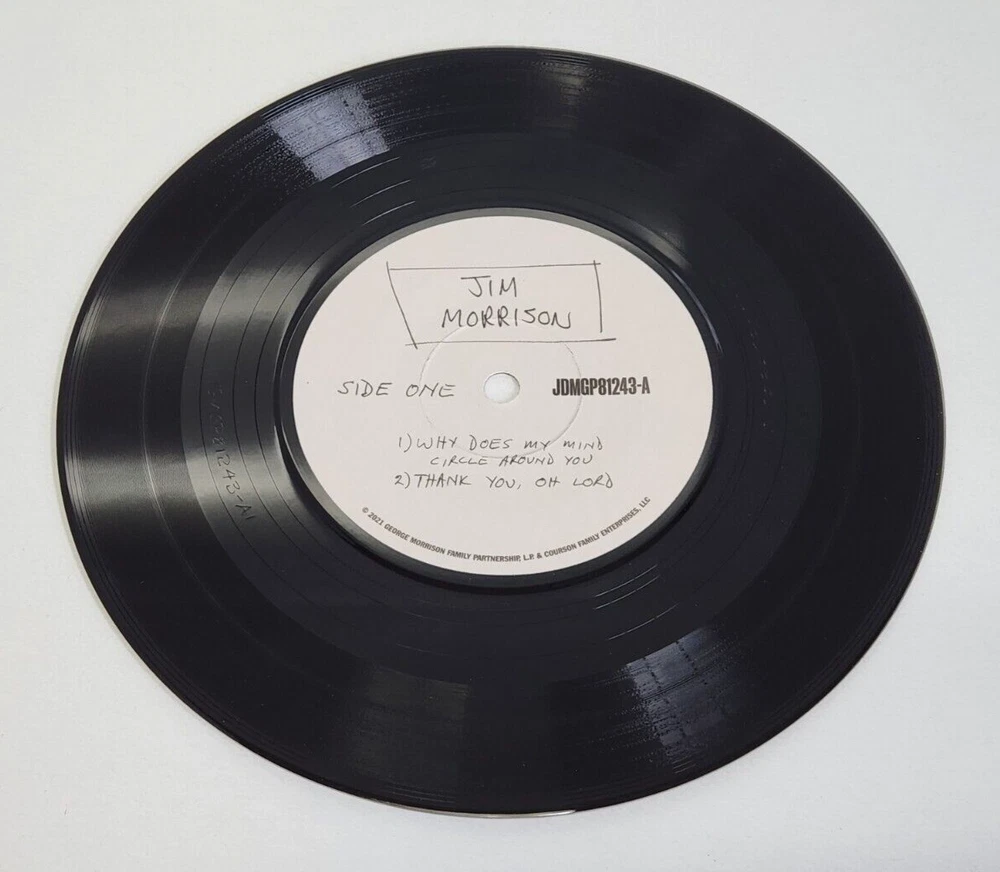 JIM
MORRISON
SIDE ONE
JDMGP81243-A
1) WHY DOES MY MIND
CIRCLE AROUND YOU
2) THANK YOU, OH LORD
© 2021 GEORGE MORRISON FAMILY PARTNERSHIP, L.P. & COURSON FAMILY ENTERPRISES, LLC